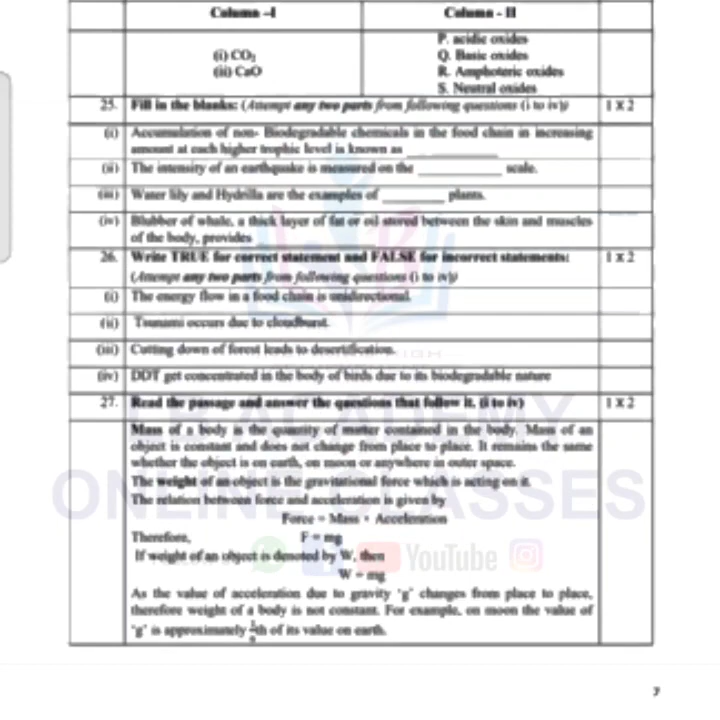 Column -I Column - II
P. acidic oxides
(i) CO₂ Q. Basic oxides
(ii) CaO R. Amphoteric oxides
S. Neutral oxides
25. Fill in the blanks: (Attempt any two parts from following questions (i to iv)) 1 X 2
(i) Accumulation of non- Biodegradable chemicals in the food chain in increasing
amount at each higher trophic level is known as ____________
(ii) The intensity of an earthquake is measured on the ____________ scale.
(iii) Water lily and Hydrilla are the examples of ________ plants.
(iv) Blubber of whale, a thick layer of fat or oil stored between the skin and muscles
of the body, provides ____________
26. Write TRUE for correct statement and FALSE for incorrect statements: 1 X 2
(Attempt any two parts from following questions (i to iv))
(i) The energy flow in a food chain is unidirectional.
(ii) Tsunami occurs due to cloudburst.
(iii) Cutting down of forest leads to desertification.
(iv) DDT get concentrated in the body of birds due to its biodegradable nature
27. Read the passage and answer the questions that follow it. (i to iv) 1 X 2
Mass of a body is the quantity of matter contained in the body. Mass of an
object is constant and does not change from place to place. It remains the same
whether the object is on earth, on moon or anywhere in outer space.
The weight of an object is the gravitational force which is acting on it.
The relation between force and acceleration is given by
Force = Mass × Acceleration
Therefore, F = mg
If weight of an object is denoted by W, then
W = mg
As the value of acceleration due to gravity 'g' changes from place to place,
therefore weight of a body is not constant. For example, on moon the value of
'g' is approximately th of its value on earth.
ACADEMY
ONLINE CLASSES
YouTube
7